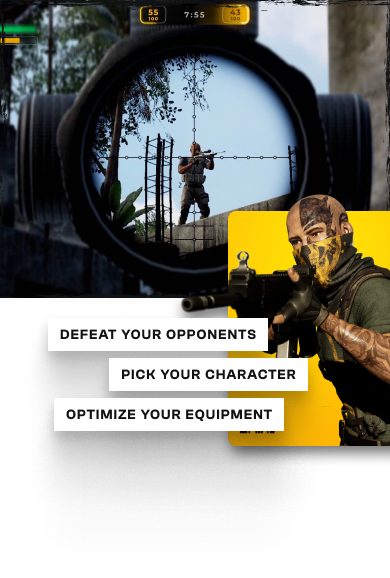 55
100
7:55
43
100
DEFEAT YOUR OPPONENTS
PICK YOUR CHARACTER
OPTIMIZE YOUR EQUIPMENT